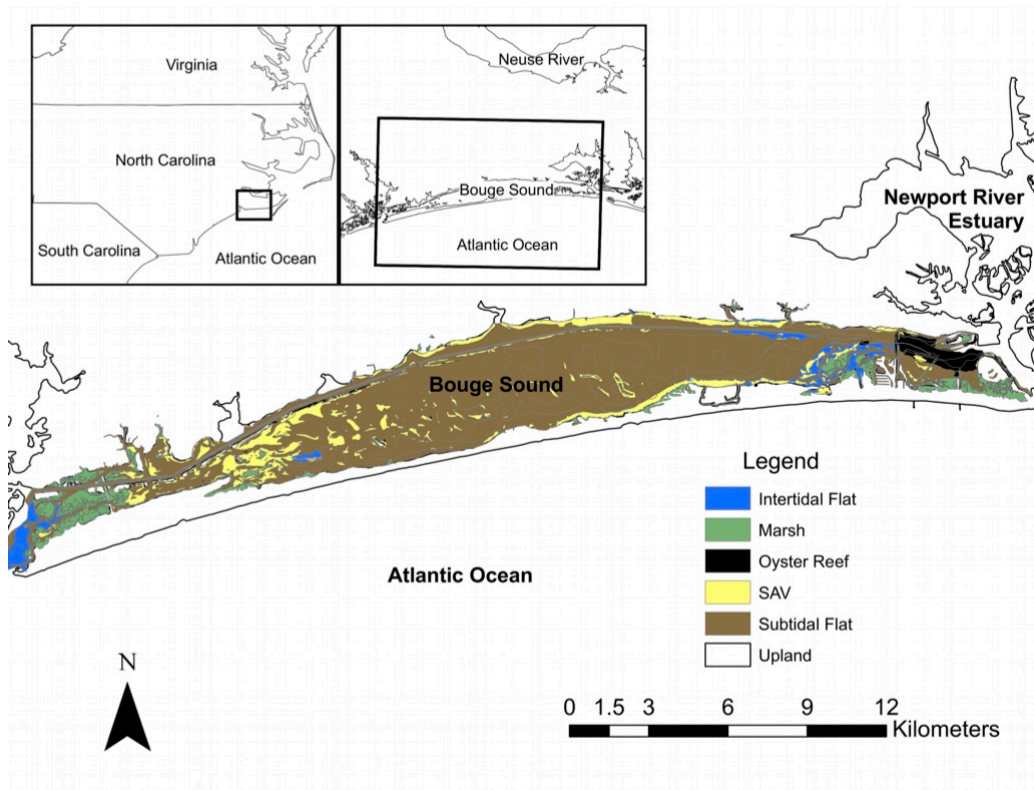 Virginia
North Carolina
South Carolina
Atlantic Ocean
Neuse River
Bouge Sound
Atlantic Ocean
Newport River
Estuary
Bouge Sound
Atlantic Ocean
Legend
Intertidal Flat
Marsh
Oyster Reef
SAV
Subtidal Flat
Upland
N
0 1.5 3 6 9 12
Kilometers